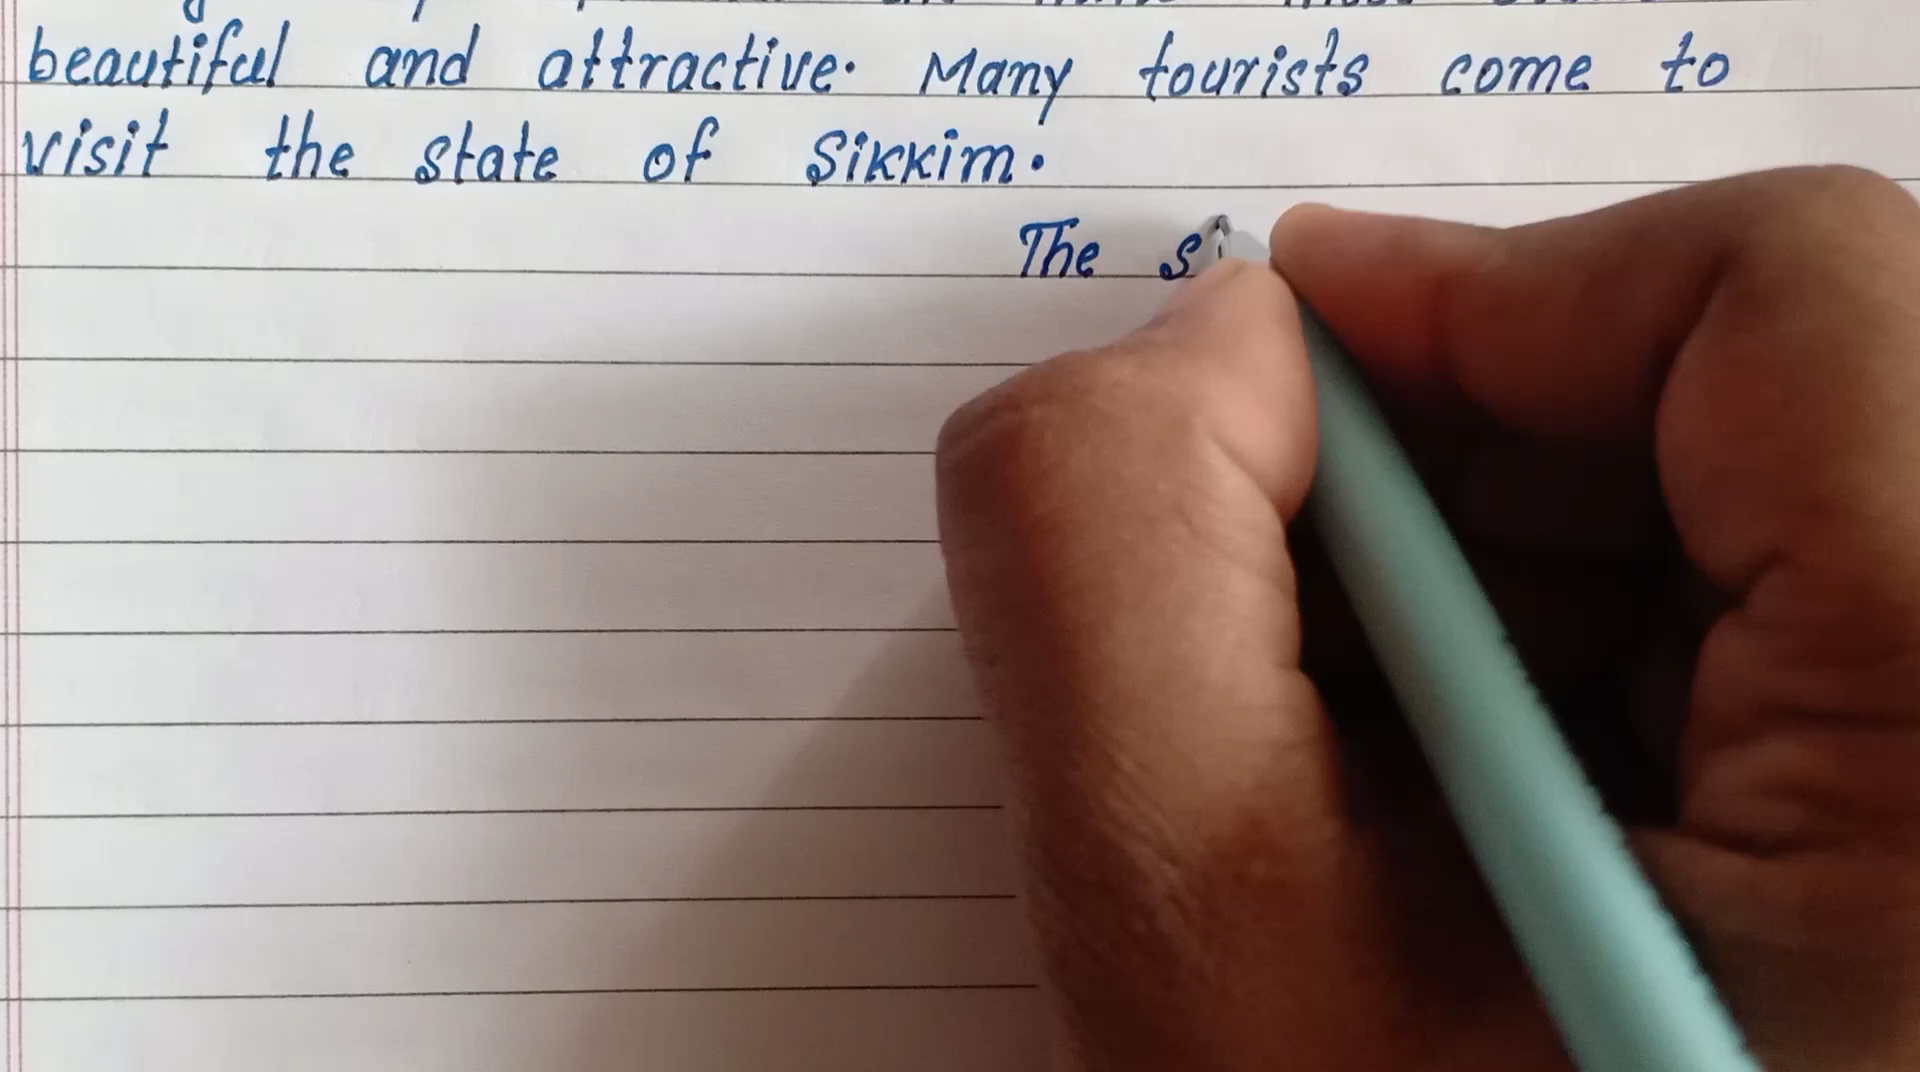 beautiful and attractive. Many tourists come to
visit the state of Sikkim.
The